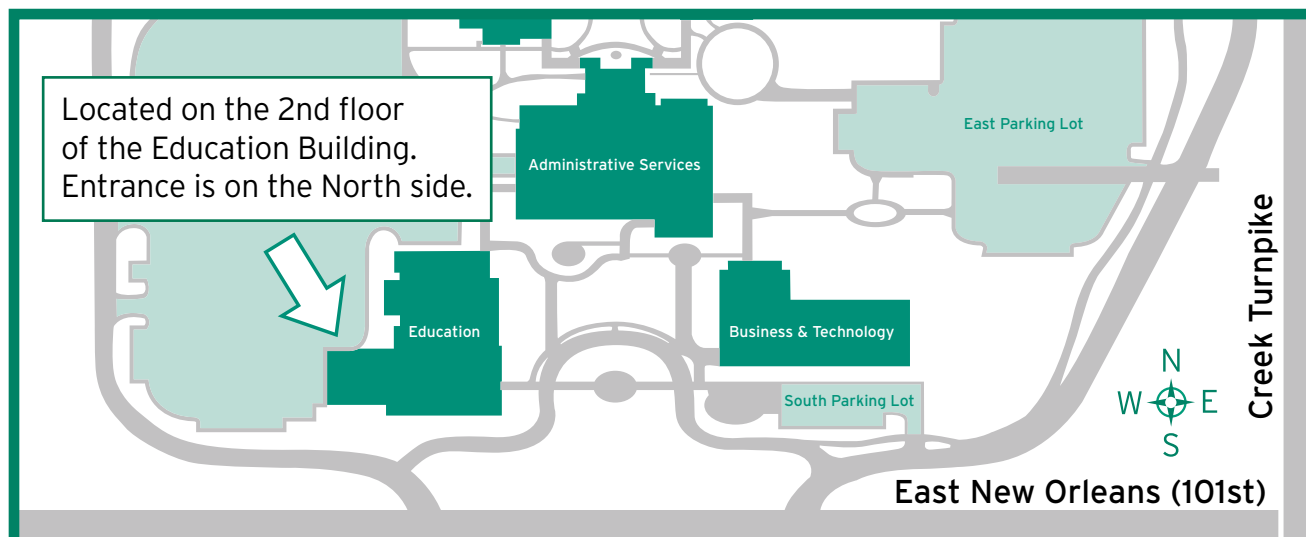 Located on the 2nd floor
of the Education Building.
Entrance is on the North side.
East Parking Lot
Administrative Services
Creek Turnpike
Education
Business & Technology
South Parking Lot
N
W E
S
East New Orleans (101st)